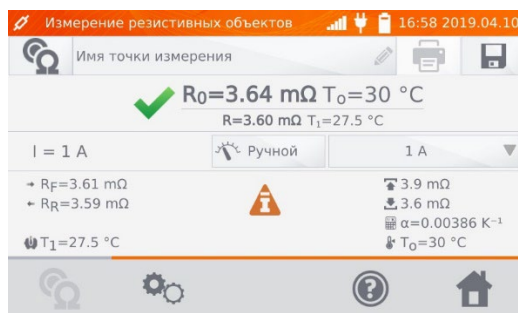 Измерение резистивных объектов 16:58 2019.04.10
Имя точки измерения
R0=3.64 mΩ To=30 °C
R=3.60 mΩ T1=27.5 °C
I = 1 A Ручной 1 A
RF=3.61 mΩ 3.9 mΩ
RR=3.59 mΩ 3.6 mΩ
α=0.00386 K⁻¹
T1=27.5 °C To=30 °C